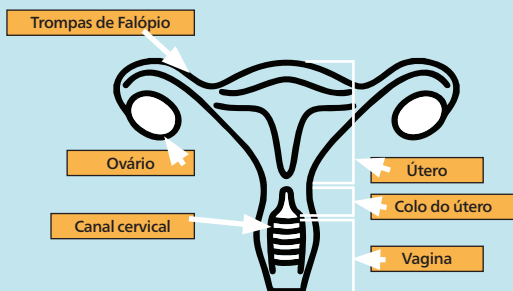 Trompas de Falópio
Ovário
Útero
Colo do útero
Canal cervical
Vagina